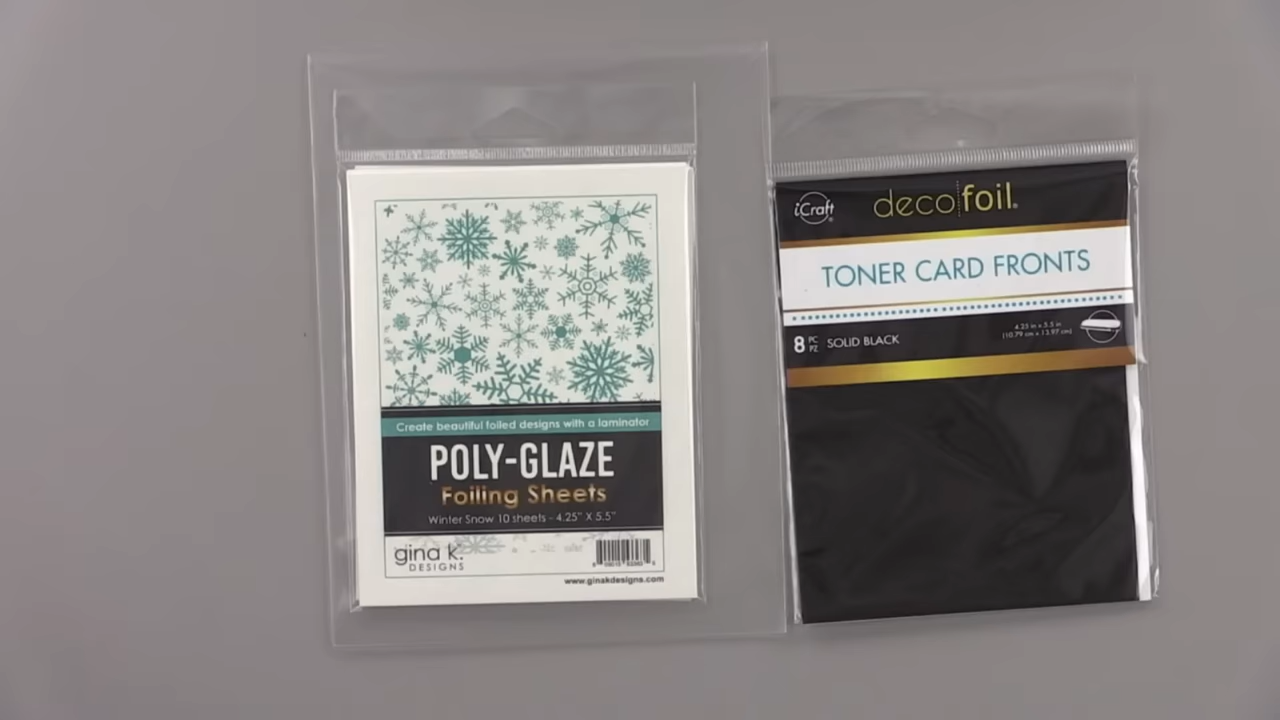 Create beautiful foiled designs with a laminator
POLY-GLAZE
Foiling Sheets
Winter Snow 10 sheets - 4.25" X 5.5"
gina k.
DESIGNS
www.ginakdesigns.com
iCraft®
deco foil®
TONER CARD FRONTS
8 PC
PZ
SOLID BLACK
4.25 in x 5.5 in
(10.79 cm x 13.97 cm)